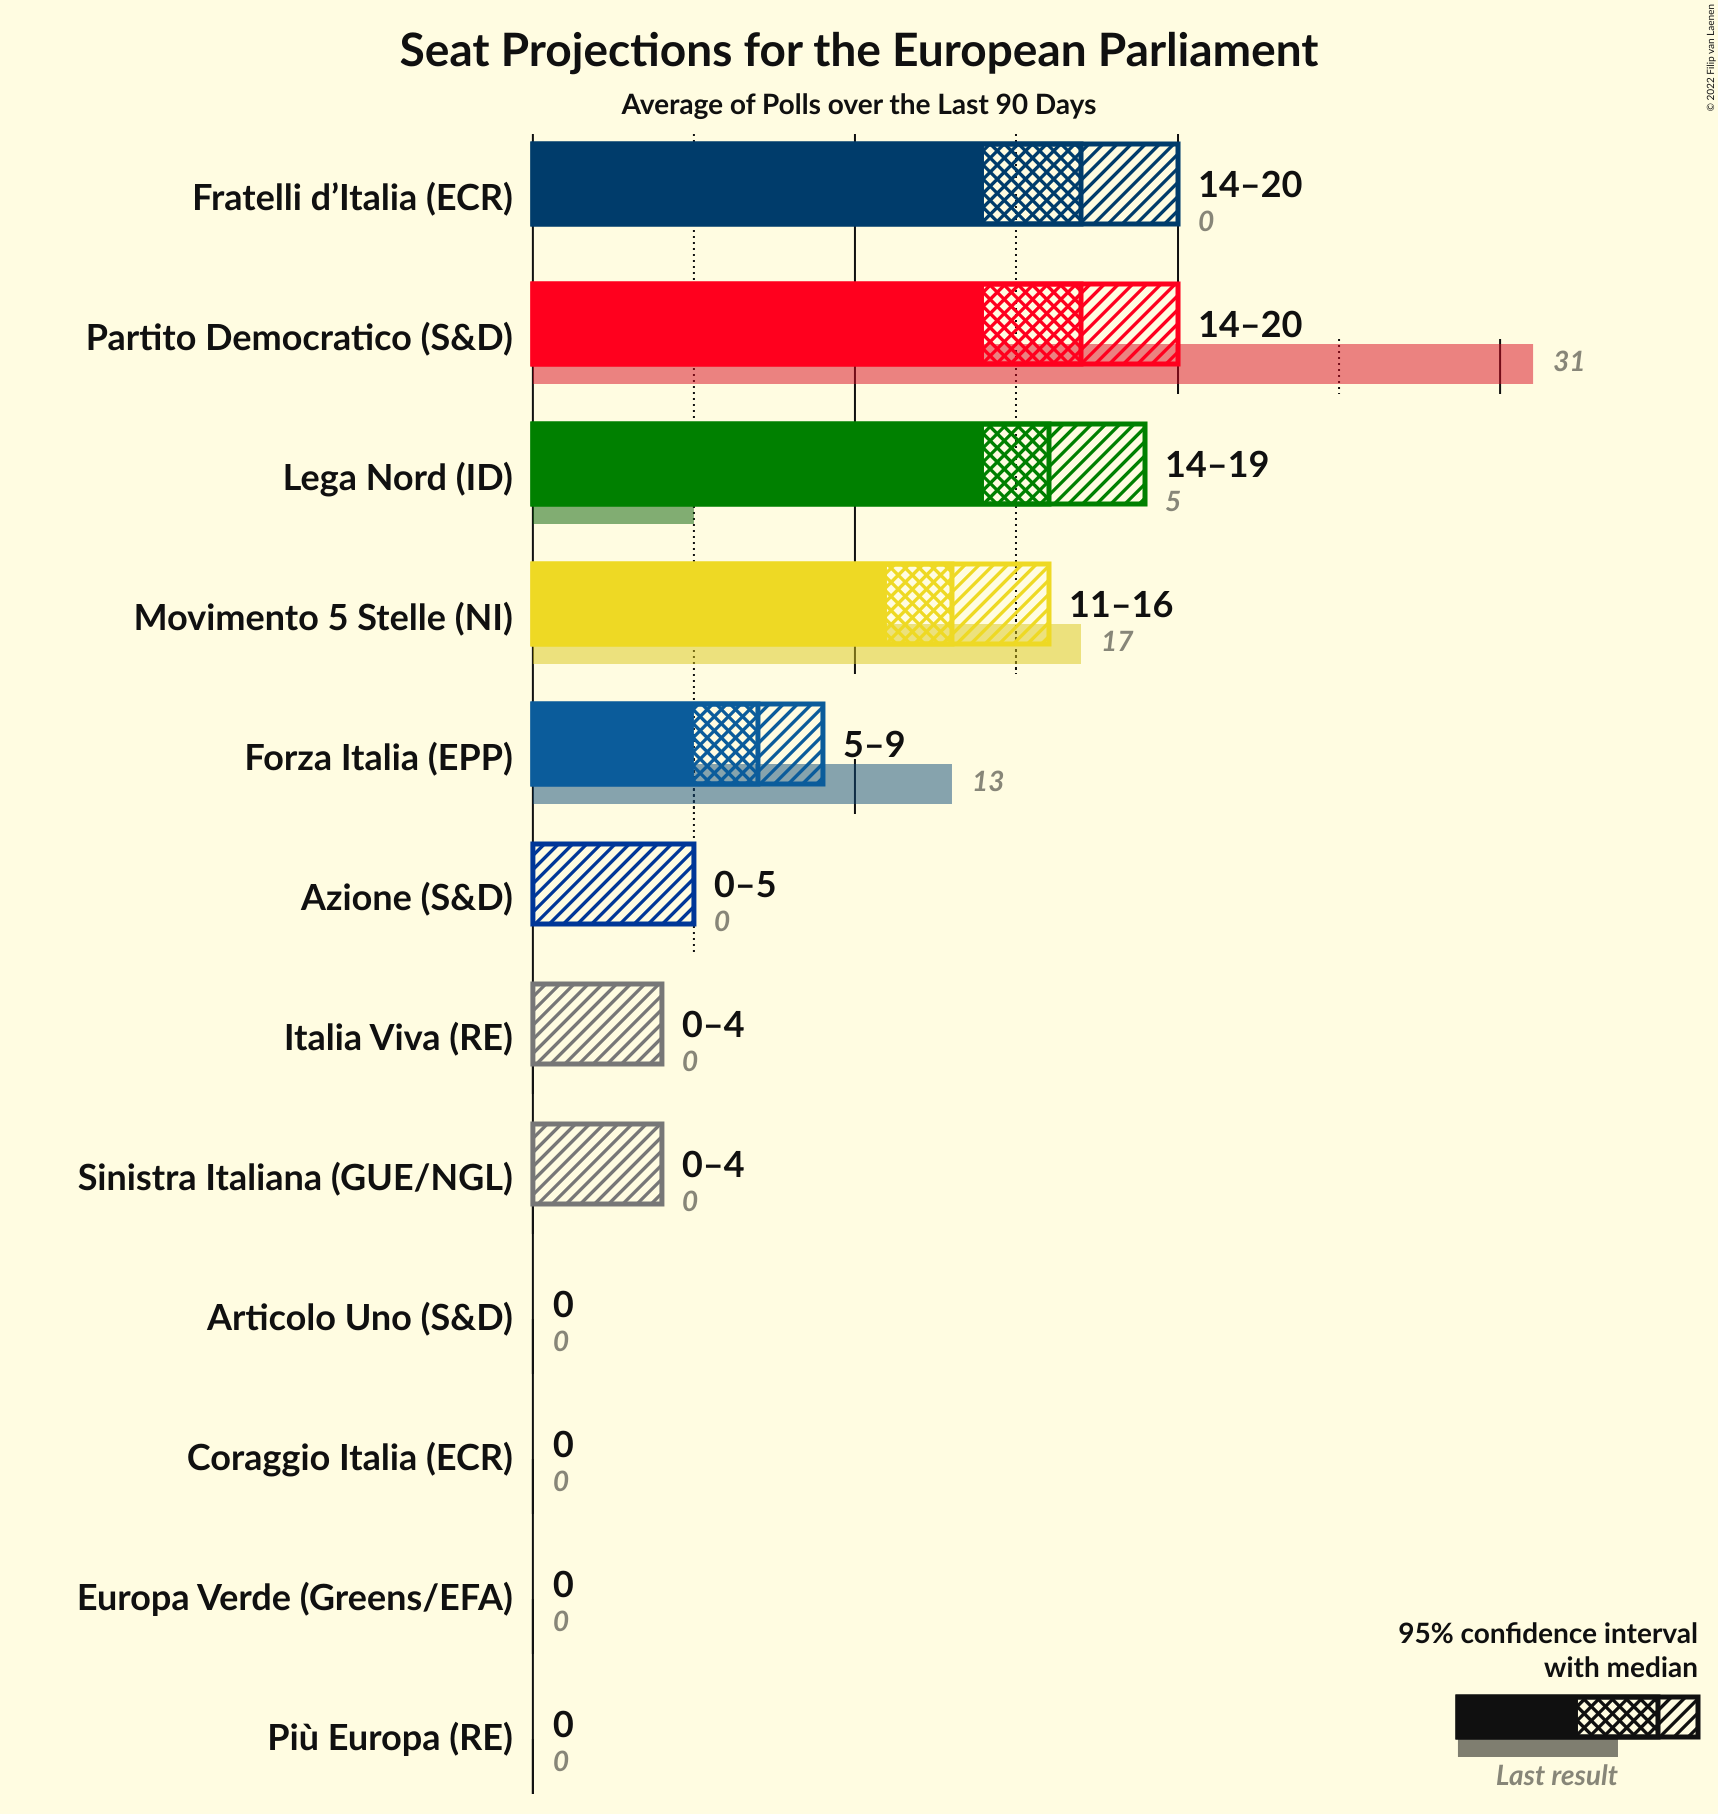 Seat Projections for the European Parliament
Average of Polls over the Last 90 Days
© 2022 Filip van Laenen
Fratelli d’Italia (ECR)
14–20
0
Partito Democratico (S&D)
14–20
31
Lega Nord (ID)
14–19
5
Movimento 5 Stelle (NI)
11–16
17
Forza Italia (EPP)
5–9
13
Azione (S&D)
0–5
0
Italia Viva (RE)
0–4
0
Sinistra Italiana (GUE/NGL)
0–4
0
Articolo Uno (S&D)
0
0
Coraggio Italia (ECR)
0
0
Europa Verde (Greens/EFA)
0
0
Più Europa (RE)
0
0
95% confidence interval
with median
Last result